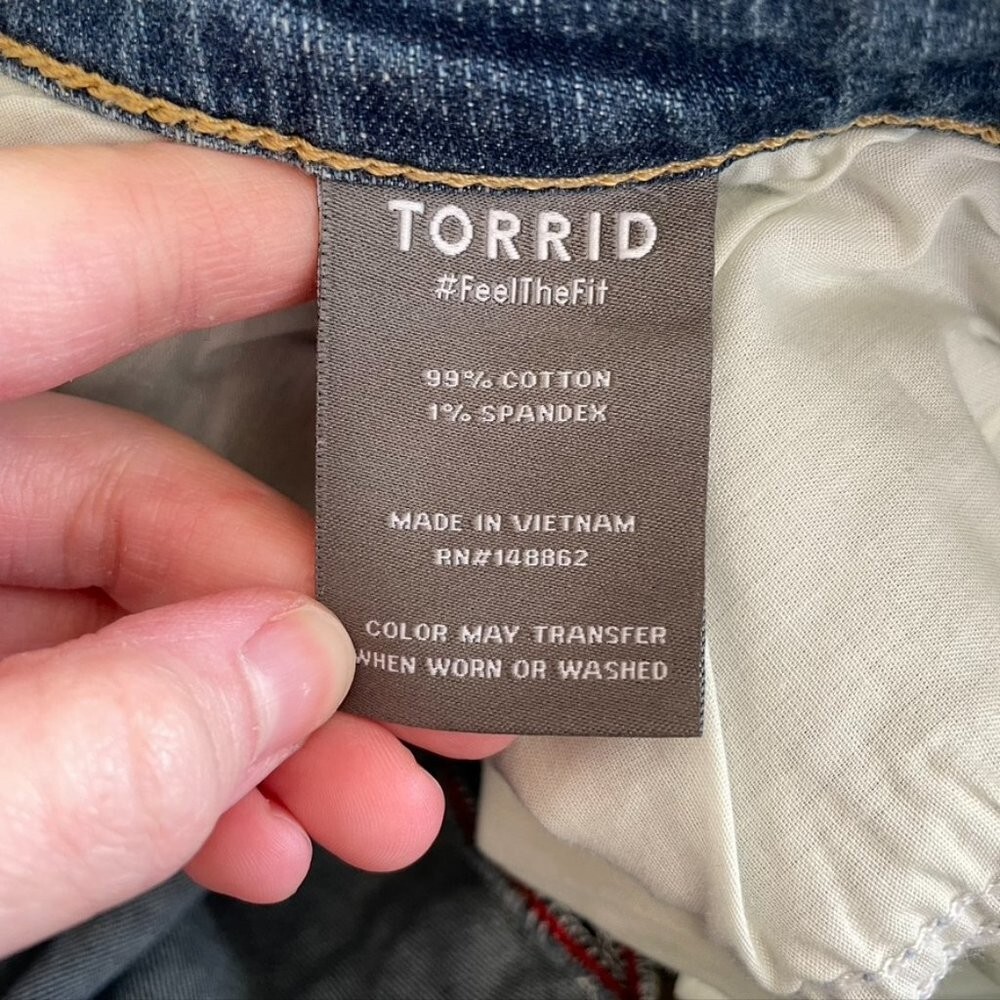 TORRID
#FeelTheFit
99% COTTON
1% SPANDEX
MADE IN VIETNAM
RN#148862
COLOR MAY TRANSFER
WHEN WORN OR WASHED